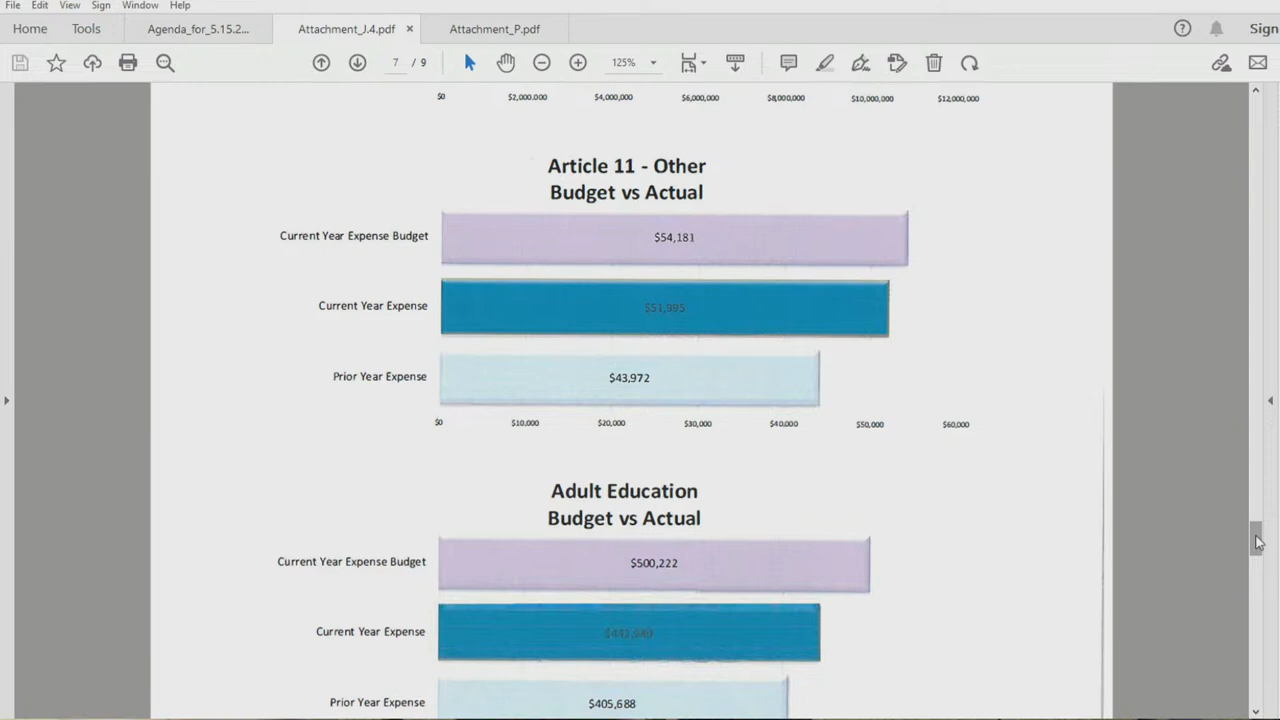 File Edit View Sign Window Help
Home Tools Agenda_for_5.15.2... Attachment_J.4.pdf × Attachment_P.pdf Sign
7 / 9 125%
$0 $2,000,000 $4,000,000 $6,000,000 $8,000,000 $10,000,000 $12,000,000
Article 11 - Other
Budget vs Actual
Current Year Expense Budget $54,181
Current Year Expense
Prior Year Expense $43,972
$0 $10,000 $20,000 $30,000 $40,000 $50,000 $60,000
Adult Education
Budget vs Actual
Current Year Expense Budget $500,222
Current Year Expense
Prior Year Expense $405,688